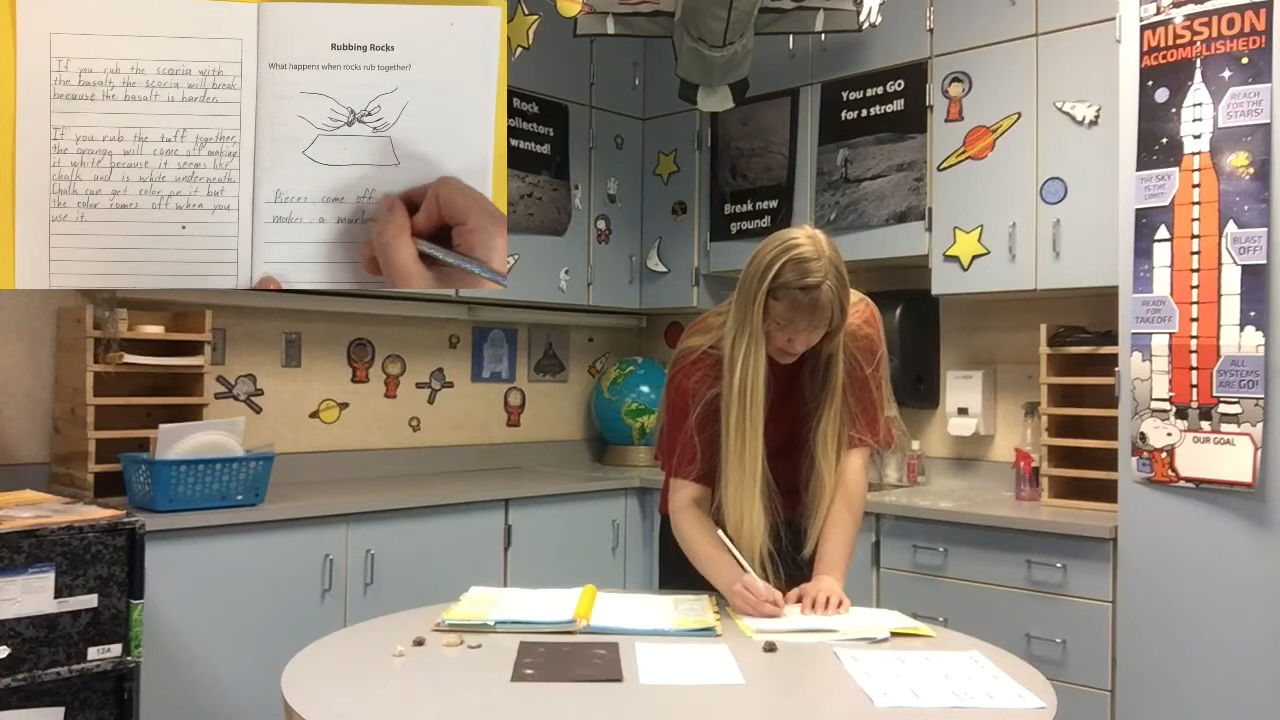 If you rub the scoria with
the basalt, the scoria will break
because the basalt is harder.
If you rub the tuff together,
the orange will come off making
it white because it seems like
chalk and is white underneath.
Chalk can get color on it but
the color comes off when you
use it.
Rubbing Rocks
What happens when rocks rub together?
Pieces come off
makes a mark
Rock
collectors
wanted!
Break new
ground!
You are GO
for a stroll!
MISSION
ACCOMPLISHED!
REACH
FOR THE
STARS!
THE SKY
IS THE
LIMIT!
BLAST
OFF!
READY
FOR
TAKEOFF
ALL
SYSTEMS
ARE GO!
OUR GOAL
12A